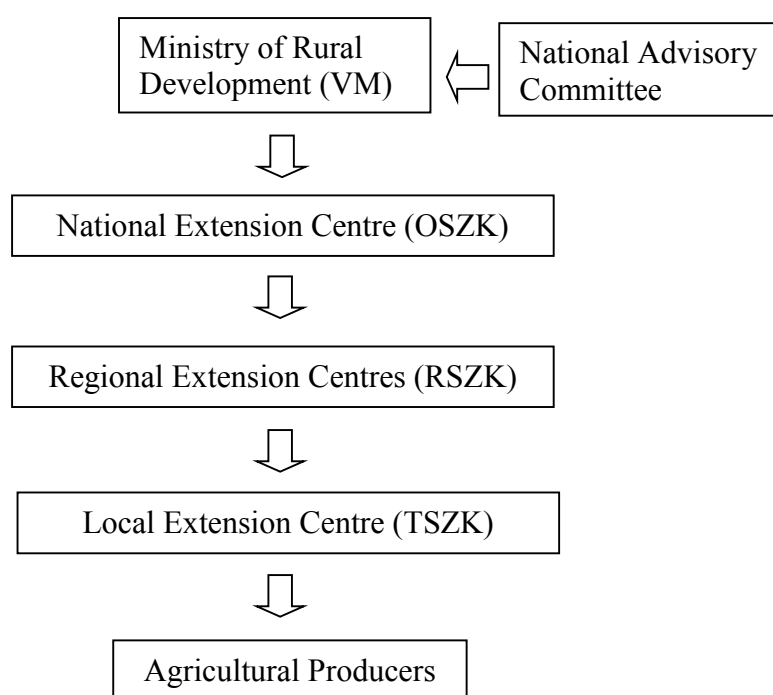 Ministry of Rural
Development (VM)
National Advisory
Committee
National Extension Centre (OSZK)
Regional Extension Centres (RSZK)
Local Extension Centre (TSZK)
Agricultural Producers